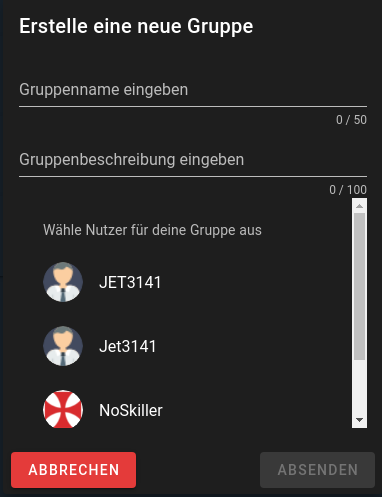 Erstelle eine neue Gruppe
Gruppenname eingeben
0 / 50
Gruppenbeschreibung eingeben
0 / 100
Wähle Nutzer für deine Gruppe aus
JET3141
Jet3141
NoSkiller
ABBRECHEN
ABSENDEN